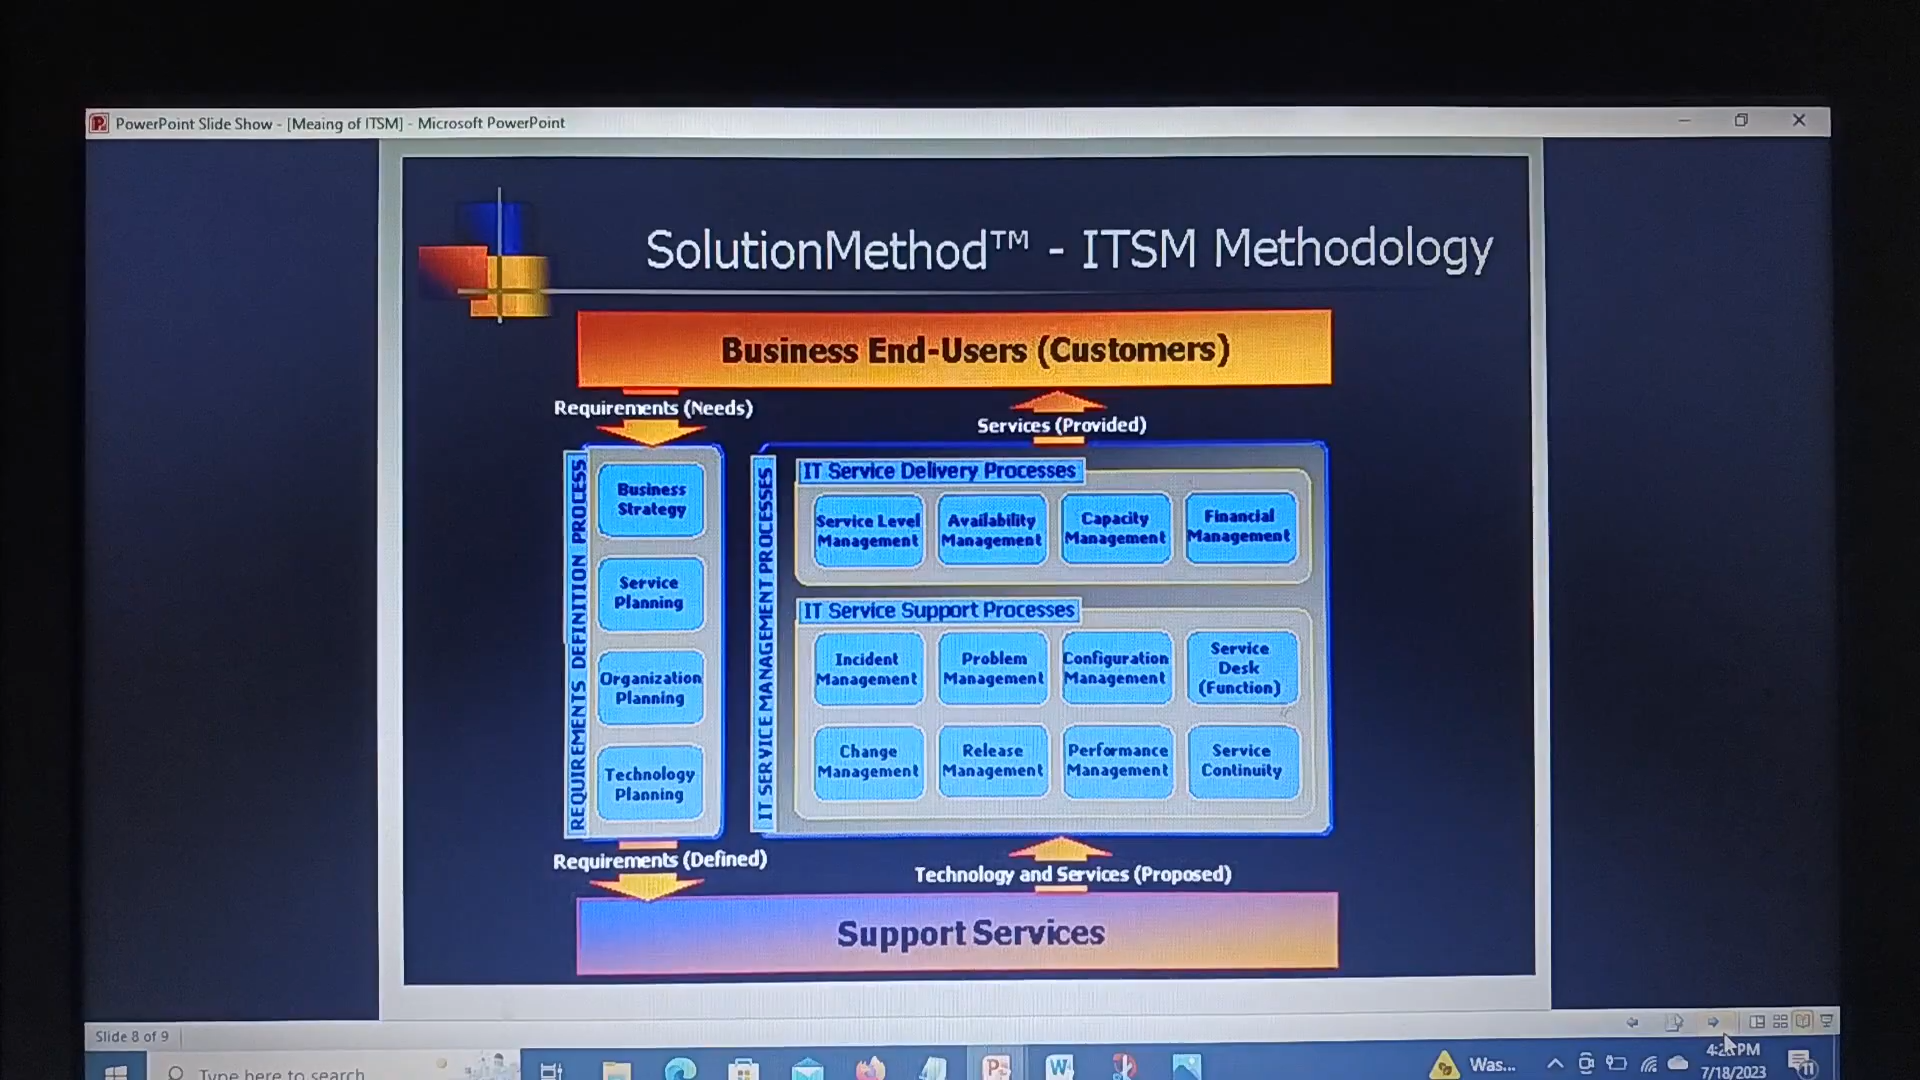 PowerPoint Slide Show - [Meaing of ITSM] - Microsoft PowerPoint
SolutionMethod™ - ITSM Methodology
Business End-Users (Customers)
Requirements (Needs)
Services (Provided)
REQUIREMENTS DEFINITION PROCESS
Business
Strategy
Service
Planning
Organization
Planning
Technology
Planning
IT SERVICE MANAGEMENT PROCESSES
IT Service Delivery Processes
Service Level
Management
Availability
Management
Capacity
Management
Financial
Management
IT Service Support Processes
Incident
Management
Problem
Management
Configuration
Management
Service
Desk
(Function)
Change
Management
Release
Management
Performance
Management
Service
Continuity
Requirements (Defined)
Technology and Services (Proposed)
Support Services
Slide 8 of 9
Type here to search
Was...
PM
7/18/2023
11